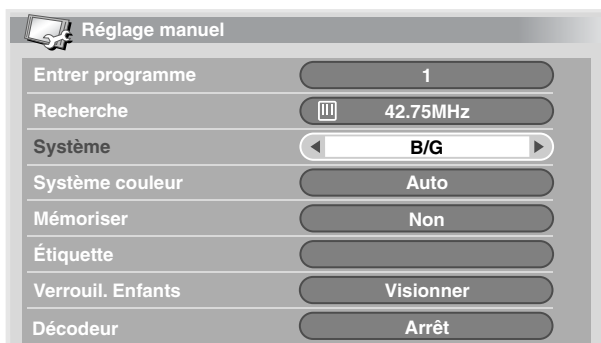 Réglage manuel
Entrer programme 1
Recherche 42.75MHz
Système B/G
Système couleur Auto
Mémoriser Non
Étiquette
Verrouil. Enfants Visionner
Décodeur Arrêt